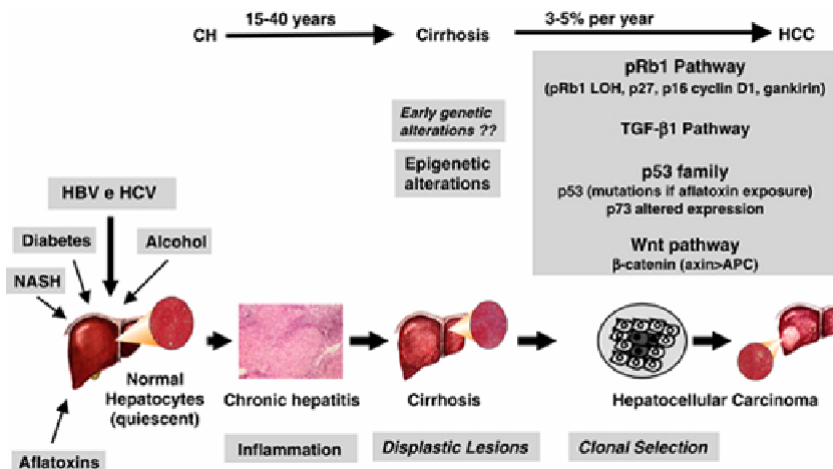 15-40 years
3-5% per year
CH
Cirrhosis
HCC
pRb1 Pathway
(pRb1 LOH, p27, p16 cyclin D1, gankirin)
Early genetic
alterations ??
TGF-β1 Pathway
Epigenetic
alterations
p53 family
p53 (mutations if aflatoxin exposure)
p73 altered expression
HBV e HCV
Wnt pathway
β-catenin (axin>APC)
Diabetes
Alcohol
NASH
Normal
Hepatocytes
(quiescent)
Chronic hepatitis
Cirrhosis
Hepatocellular Carcinoma
Aflatoxins
Inflammation
Displastic Lesions
Clonal Selection